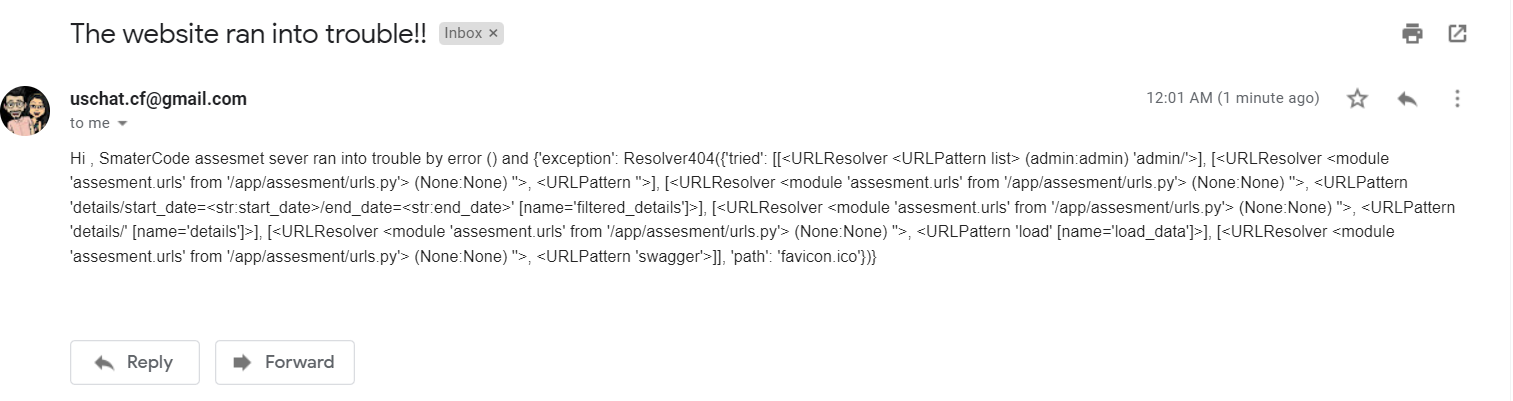 The website ran into trouble!! Inbox ×
uschat.cf@gmail.com 12:01 AM (1 minute ago)
to me
Hi , SmaterCode assesmet sever ran into trouble by error () and {'exception': Resolver404({'tried': [[<URLResolver <URLPattern list> (admin:admin) 'admin/'>], [<URLResolver <module
'assesment.urls' from '/app/assesment/urls.py'> (None:None) ''>, <URLPattern ''>], [<URLResolver <module 'assesment.urls' from '/app/assesment/urls.py'> (None:None) ''>, <URLPattern
'details/start_date=<str:start_date>/end_date=<str:end_date>' [name='filtered_details']>], [<URLResolver <module 'assesment.urls' from '/app/assesment/urls.py'> (None:None) ''>, <URLPattern
'details/' [name='details']>], [<URLResolver <module 'assesment.urls' from '/app/assesment/urls.py'> (None:None) ''>, <URLPattern 'load' [name='load_data']>], [<URLResolver <module
'assesment.urls' from '/app/assesment/urls.py'> (None:None) ''>, <URLPattern 'swagger'>]], 'path': 'favicon.ico'})}
Reply Forward